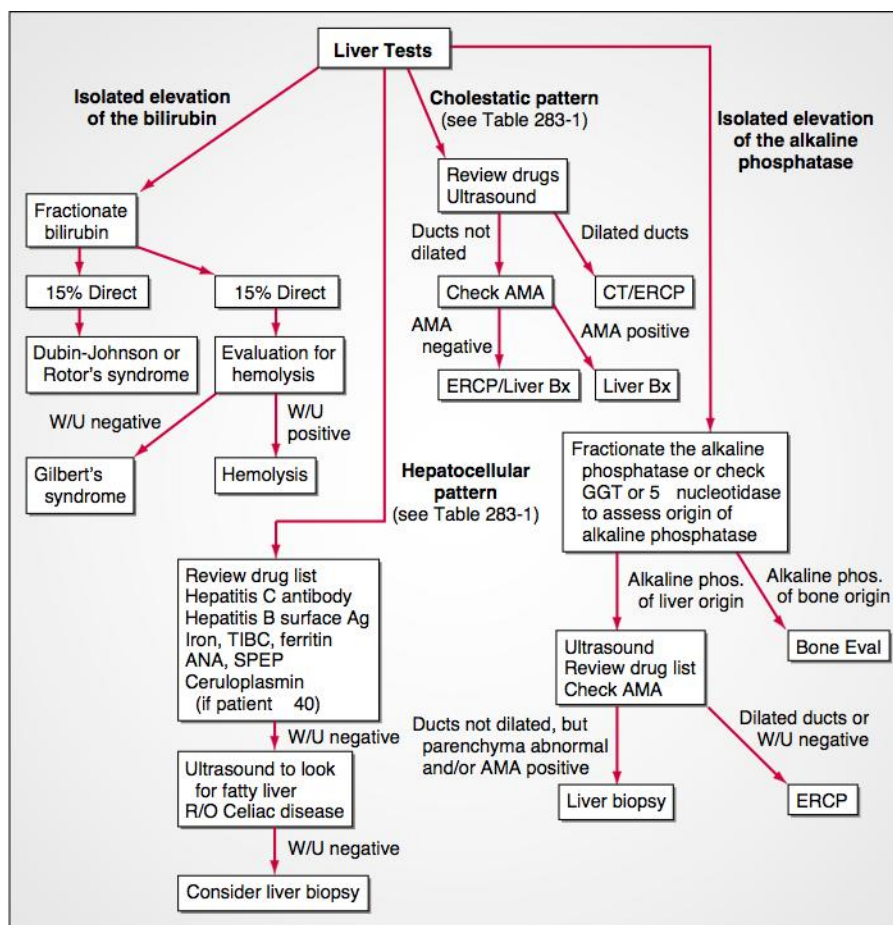 Liver Tests
Isolated elevation
of the bilirubin
Cholestatic pattern
(see Table 283-1)
Isolated elevation
of the alkaline
phosphatase
Fractionate
bilirubin
Review drugs
Ultrasound
Ducts not
dilated
Dilated ducts
15% Direct
15% Direct
Check AMA
CT/ERCP
Dubin-Johnson or
Rotor's syndrome
Evaluation for
hemolysis
AMA
negative
AMA positive
ERCP/Liver Bx
Liver Bx
W/U negative
W/U
positive
Gilbert's
syndrome
Hemolysis
Hepatocellular
pattern
(see Table 283-1)
Fractionate the alkaline
phosphatase or check
GGT or 5 nucleotidase
to assess origin of
alkaline phosphatase
Review drug list
Hepatitis C antibody
Hepatitis B surface Ag
Iron, TIBC, ferritin
ANA, SPEP
Ceruloplasmin
(if patient 40)
Alkaline phos.
of liver origin
Alkaline phos.
of bone origin
Ultrasound
Review drug list
Check AMA
Bone Eval
W/U negative
Ducts not dilated, but
parenchyma abnormal
and/or AMA positive
Dilated ducts or
W/U negative
Ultrasound to look
for fatty liver
R/O Celiac disease
Liver biopsy
ERCP
W/U negative
Consider liver biopsy